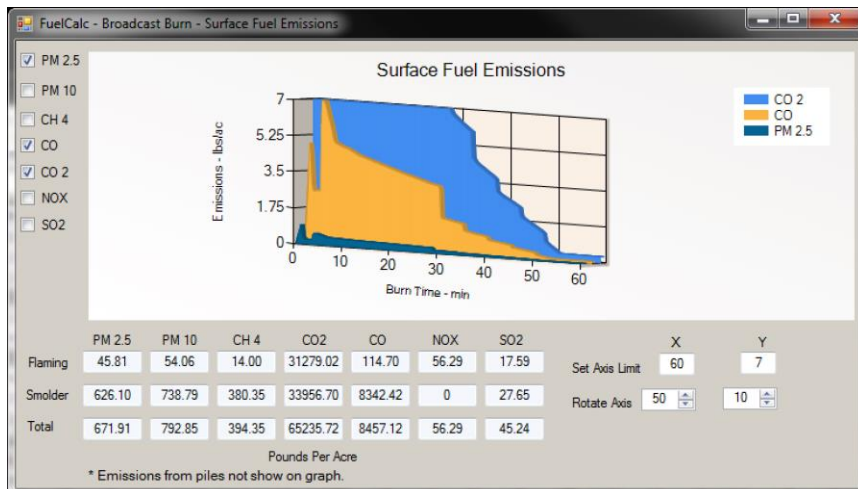 FuelCalc - Broadcast Burn - Surface Fuel Emissions
PM 2.5
PM 10
CH 4
CO
CO 2
NOX
SO2
Surface Fuel Emissions
Emissions - lbs/ac
7
5.25
3.5
1.75
0
0 10 20 30 40 50 60
Burn Time - min
CO 2
CO
PM 2.5
PM 2.5 PM 10 CH 4 CO2 CO NOX SO2
Flaming 45.81 54.06 14.00 31279.02 114.70 56.29 17.59
Smolder 626.10 738.79 380.35 33956.70 8342.42 0 27.65
Total 671.91 792.85 394.35 65235.72 8457.12 56.29 45.24
Pounds Per Acre
* Emissions from piles not show on graph.
X Y
Set Axis Limit 60 7
Rotate Axis 50 10